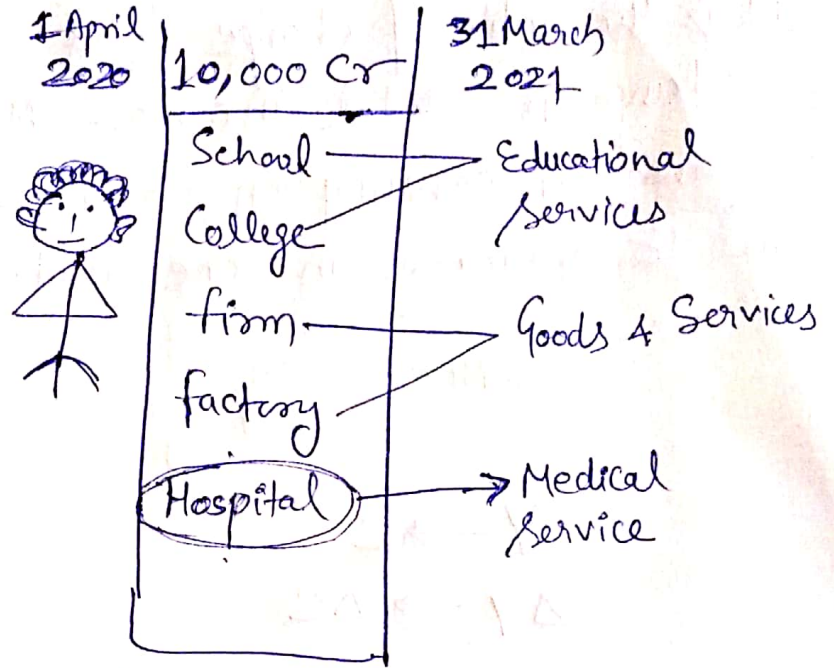 1 April
2020
10,000 Cr
31 March
2021
School
Educational
Services
College
firm
Goods & Services
factory
Hospital
Medical
Service